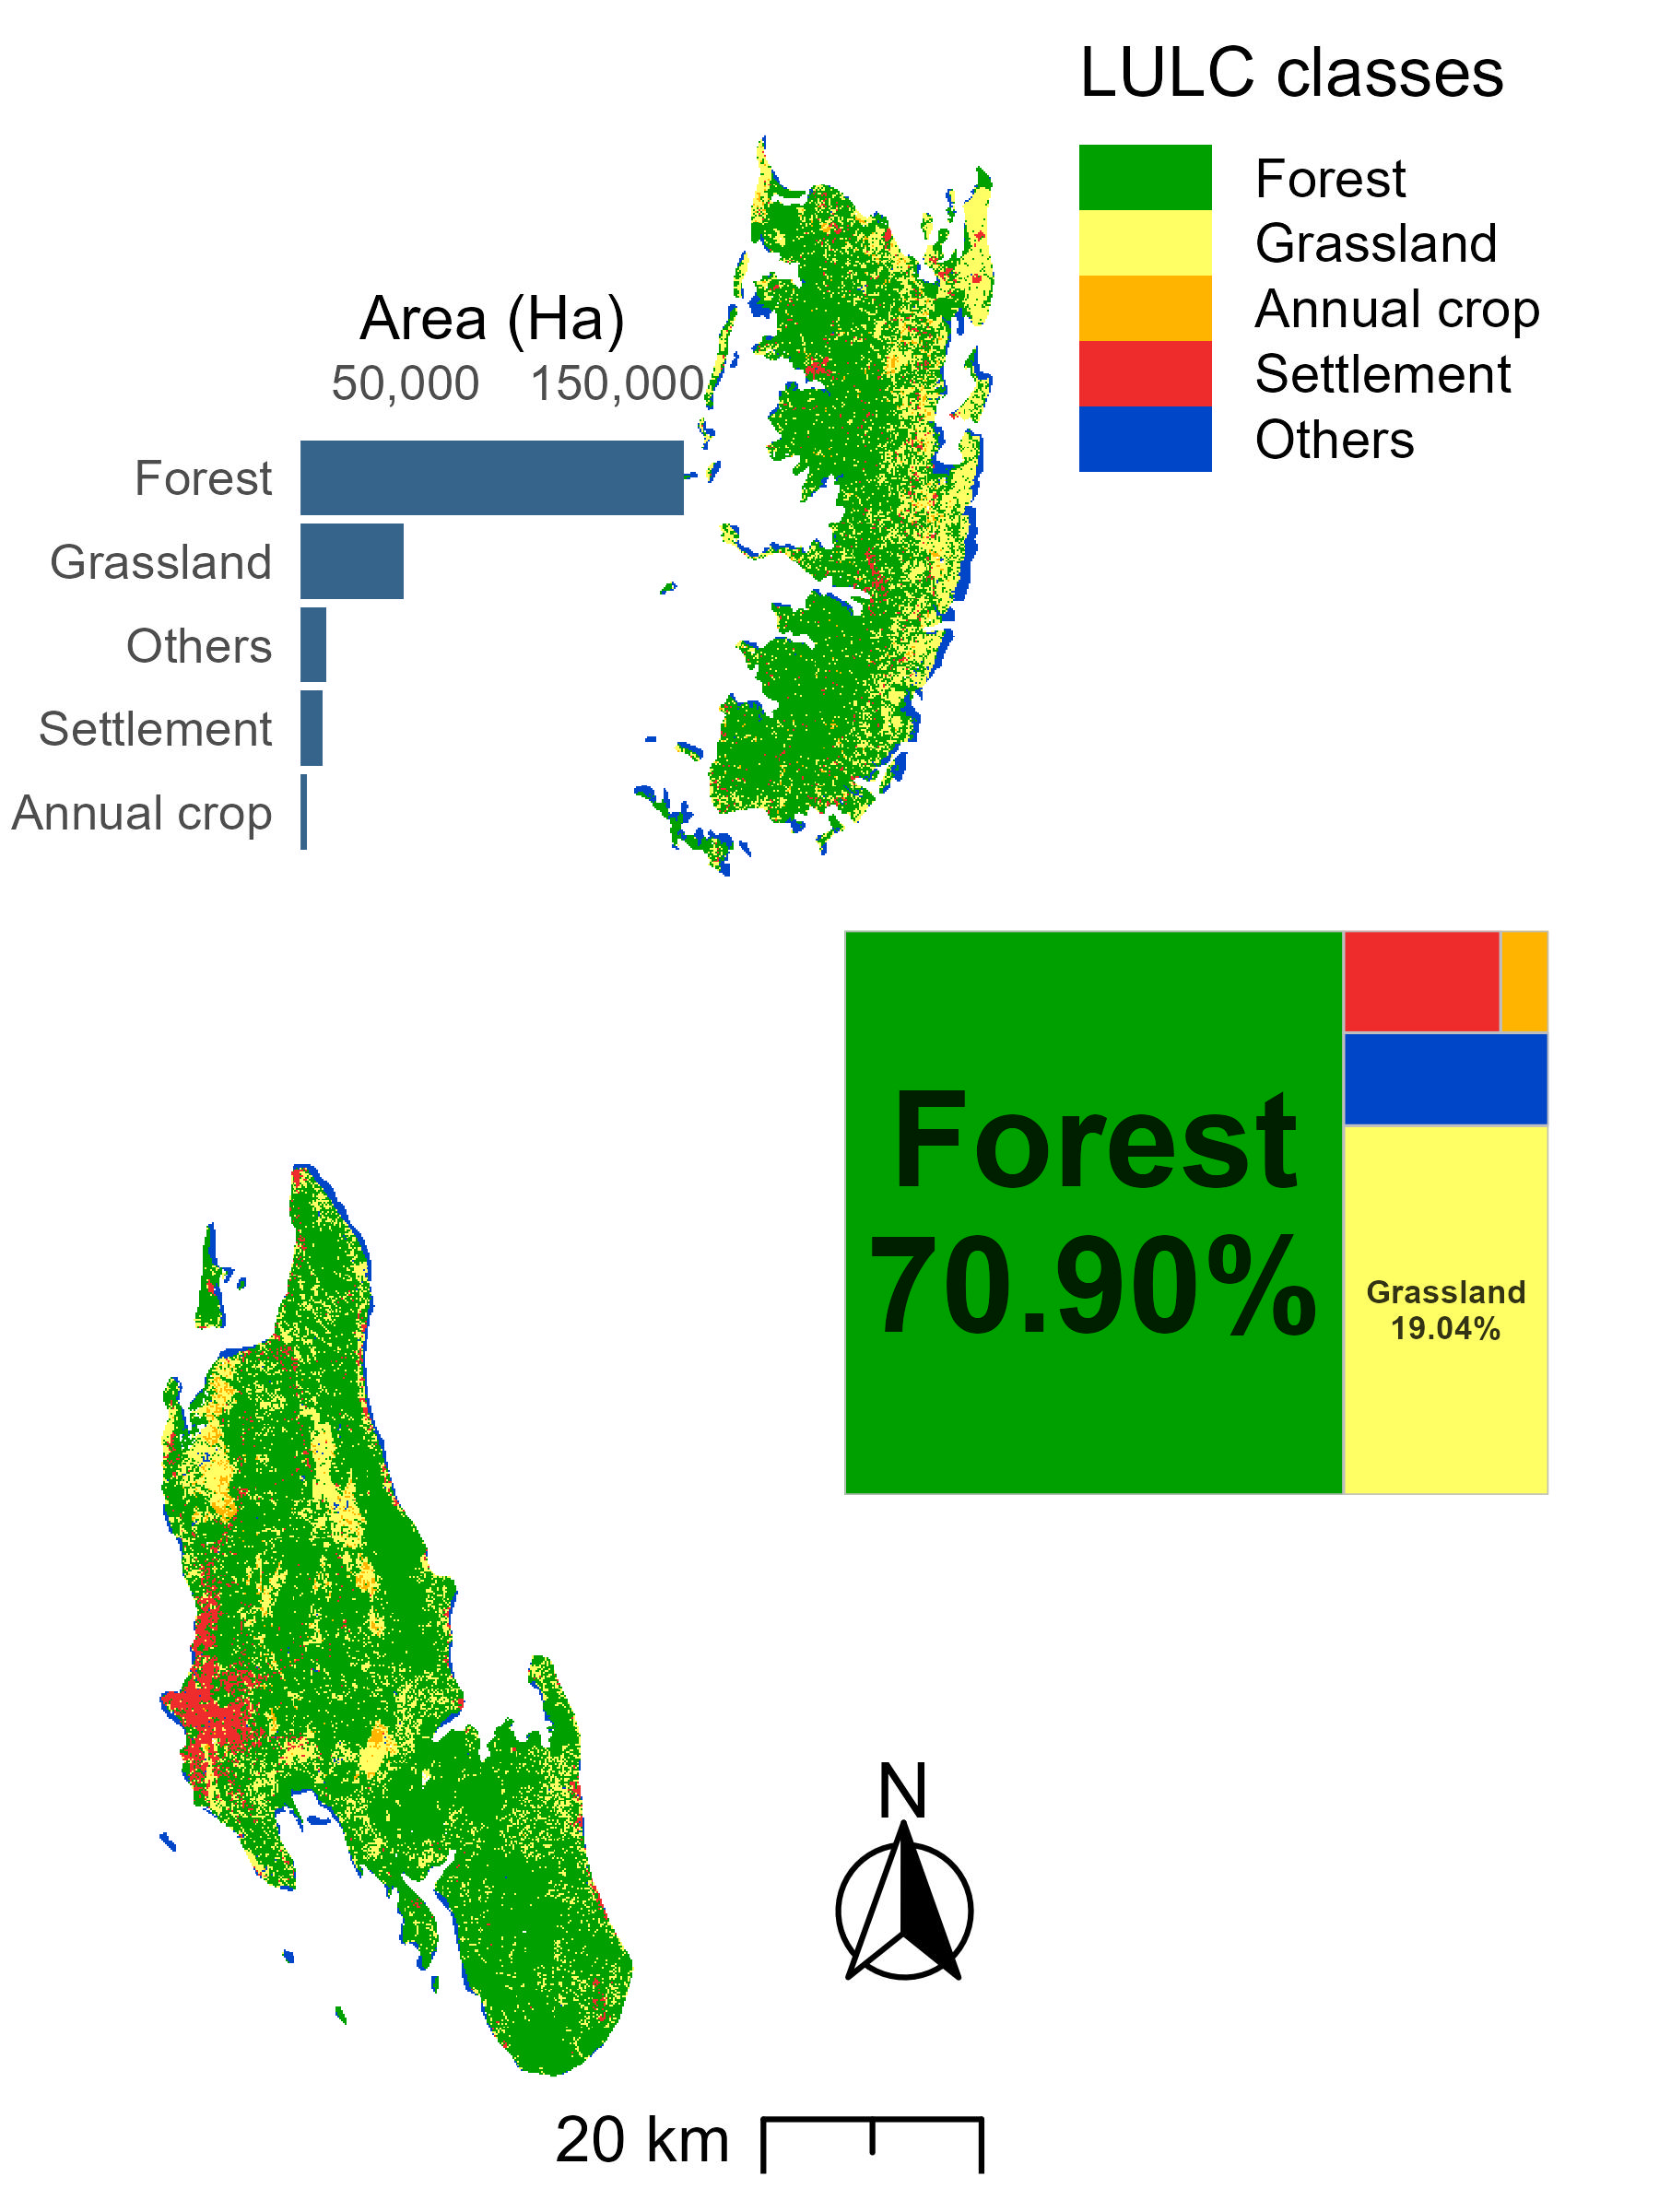 LULC classes
Forest
Grassland
Annual crop
Settlement
Others
Area (Ha)
50,000 150,000
Forest
Grassland
Others
Settlement
Annual crop
Forest
70.90%
Grassland
19.04%
N
20 km